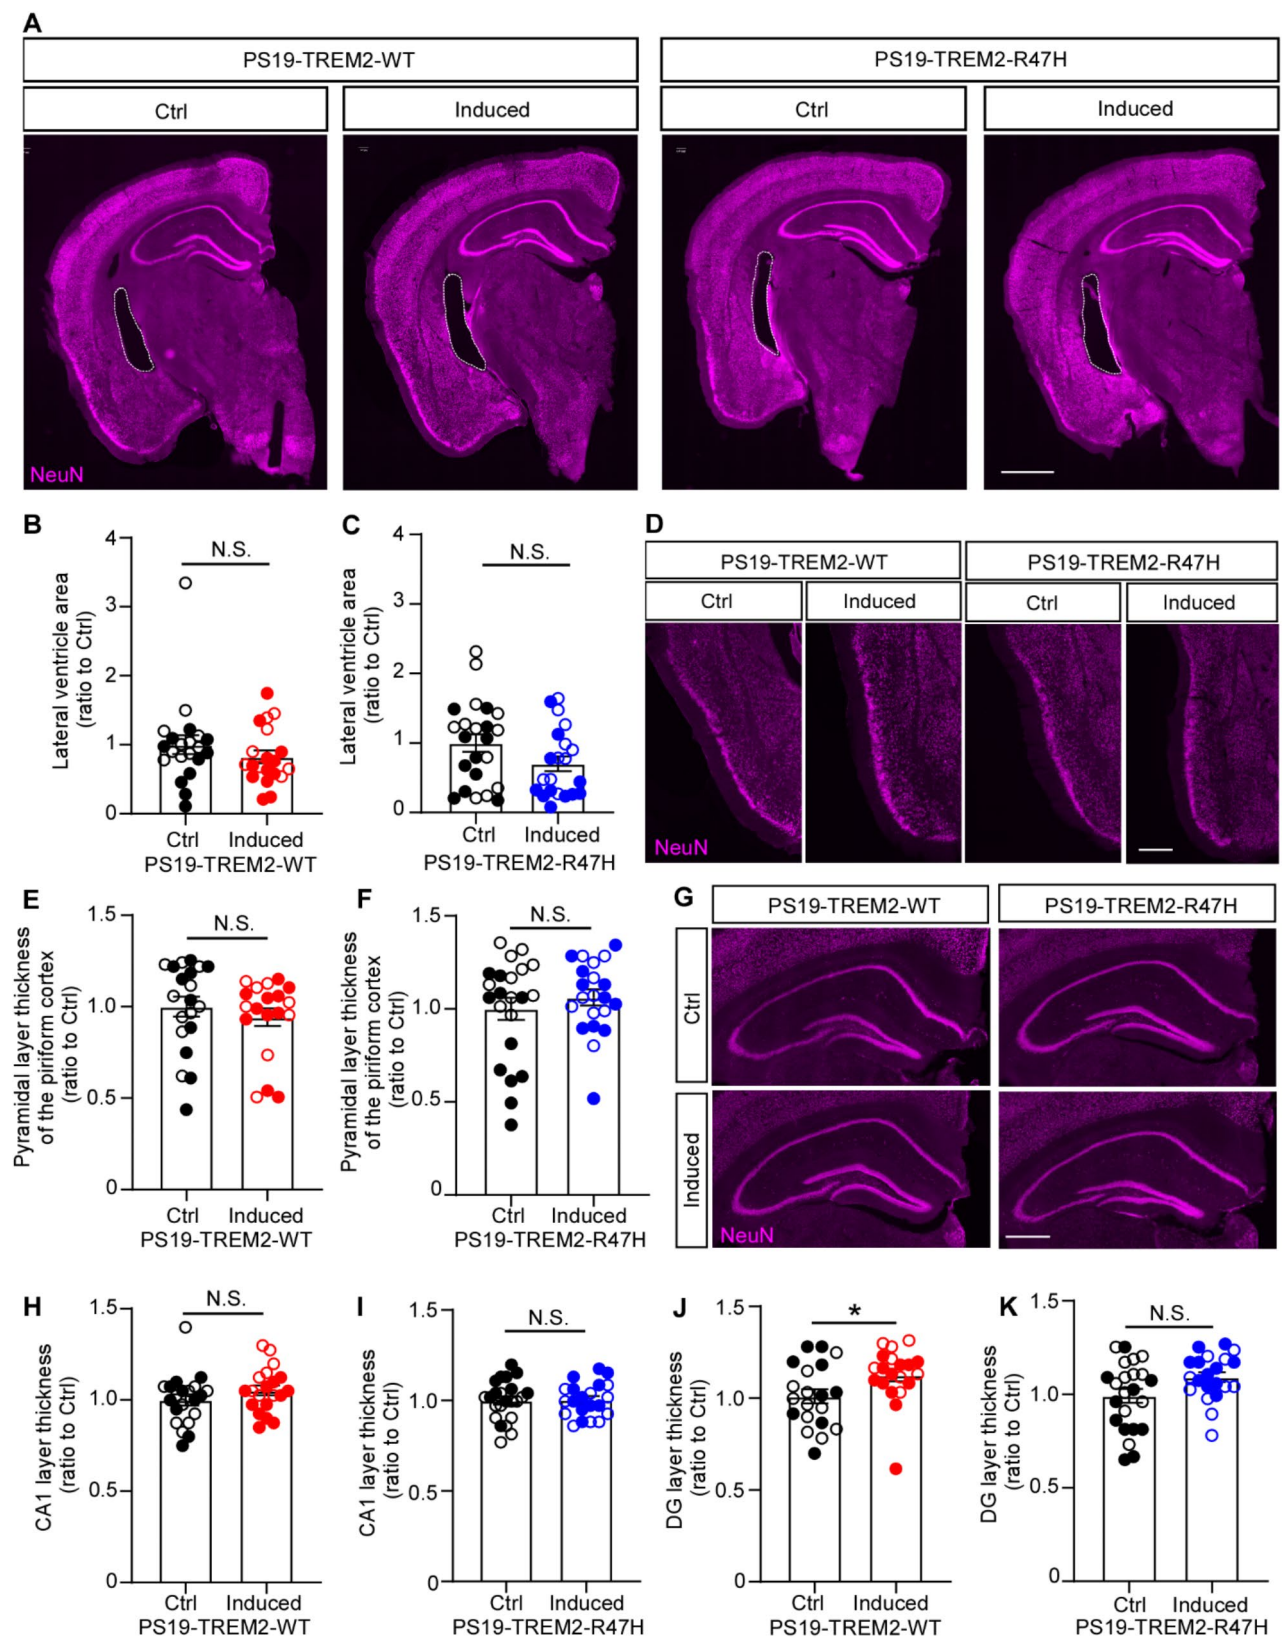 A
PS19-TREM2-WT
PS19-TREM2-R47H
Ctrl
Induced
Ctrl
Induced
NeuN
B
4
3
2
1
0
Lateral ventricle area
(ratio to Ctrl)
N.S.
Ctrl
Induced
PS19-TREM2-WT
C
4
3
2
1
0
Lateral ventricle area
(ratio to Ctrl)
N.S.
Ctrl
Induced
PS19-TREM2-R47H
D
PS19-TREM2-WT
PS19-TREM2-R47H
Ctrl
Induced
Ctrl
Induced
NeuN
E
1.5
1.0
0.5
0
Pyramidal layer thickness
of the piriform cortex
(ratio to Ctrl)
N.S.
Ctrl
Induced
PS19-TREM2-WT
F
1.5
1.0
0.5
0
Pyramidal layer thickness
of the piriform cortex
(ratio to Ctrl)
N.S.
Ctrl
Induced
PS19-TREM2-R47H
G
PS19-TREM2-WT
PS19-TREM2-R47H
Ctrl
Induced
NeuN
H
1.5
1.0
0.5
0
CA1 layer thickness
(ratio to Ctrl)
N.S.
Ctrl
Induced
PS19-TREM2-WT
I
1.5
1.0
0.5
0
CA1 layer thickness
(ratio to Ctrl)
N.S.
Ctrl
Induced
PS19-TREM2-R47H
J
1.5
1.0
0.5
0
DG layer thickness
(ratio to Ctrl)
*
Ctrl
Induced
PS19-TREM2-WT
K
1.5
1.0
0.5
0
DG layer thickness
(ratio to Ctrl)
N.S.
Ctrl
Induced
PS19-TREM2-R47H